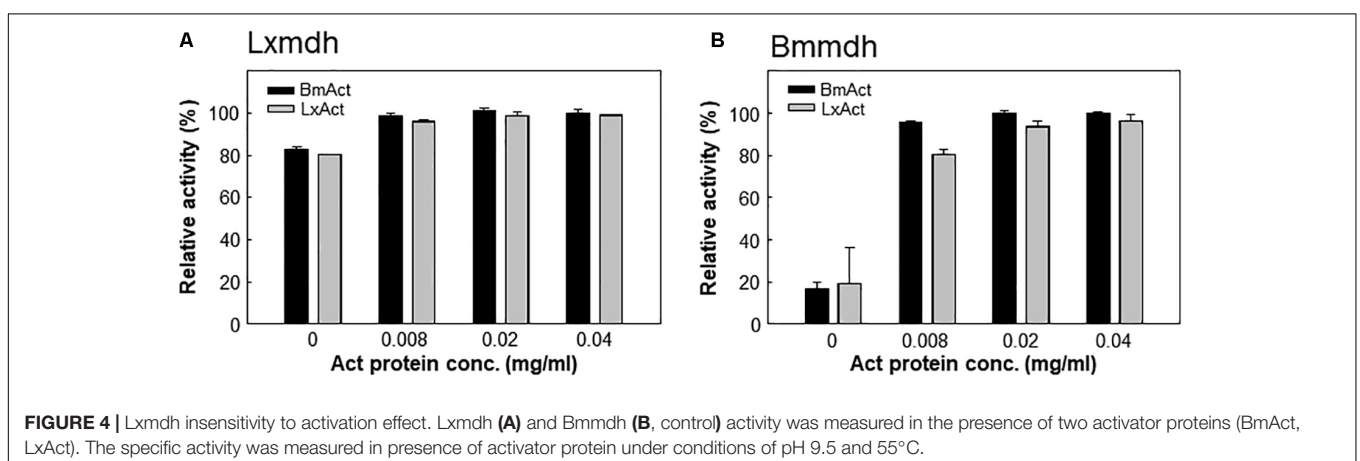 A
Lxmdh
BmAct
LxAct
Relative activity (%)
100
80
60
40
20
0
0 0.008 0.02 0.04
Act protein conc. (mg/ml)
B
Bmmdh
BmAct
LxAct
Relative activity (%)
100
80
60
40
20
0
0 0.008 0.02 0.04
Act protein conc. (mg/ml)
FIGURE 4 | Lxmdh insensitivity to activation effect. Lxmdh (A) and Bmmdh (B, control) activity was measured in the presence of two activator proteins (BmAct,
LxAct). The specific activity was measured in presence of activator protein under conditions of pH 9.5 and 55°C.